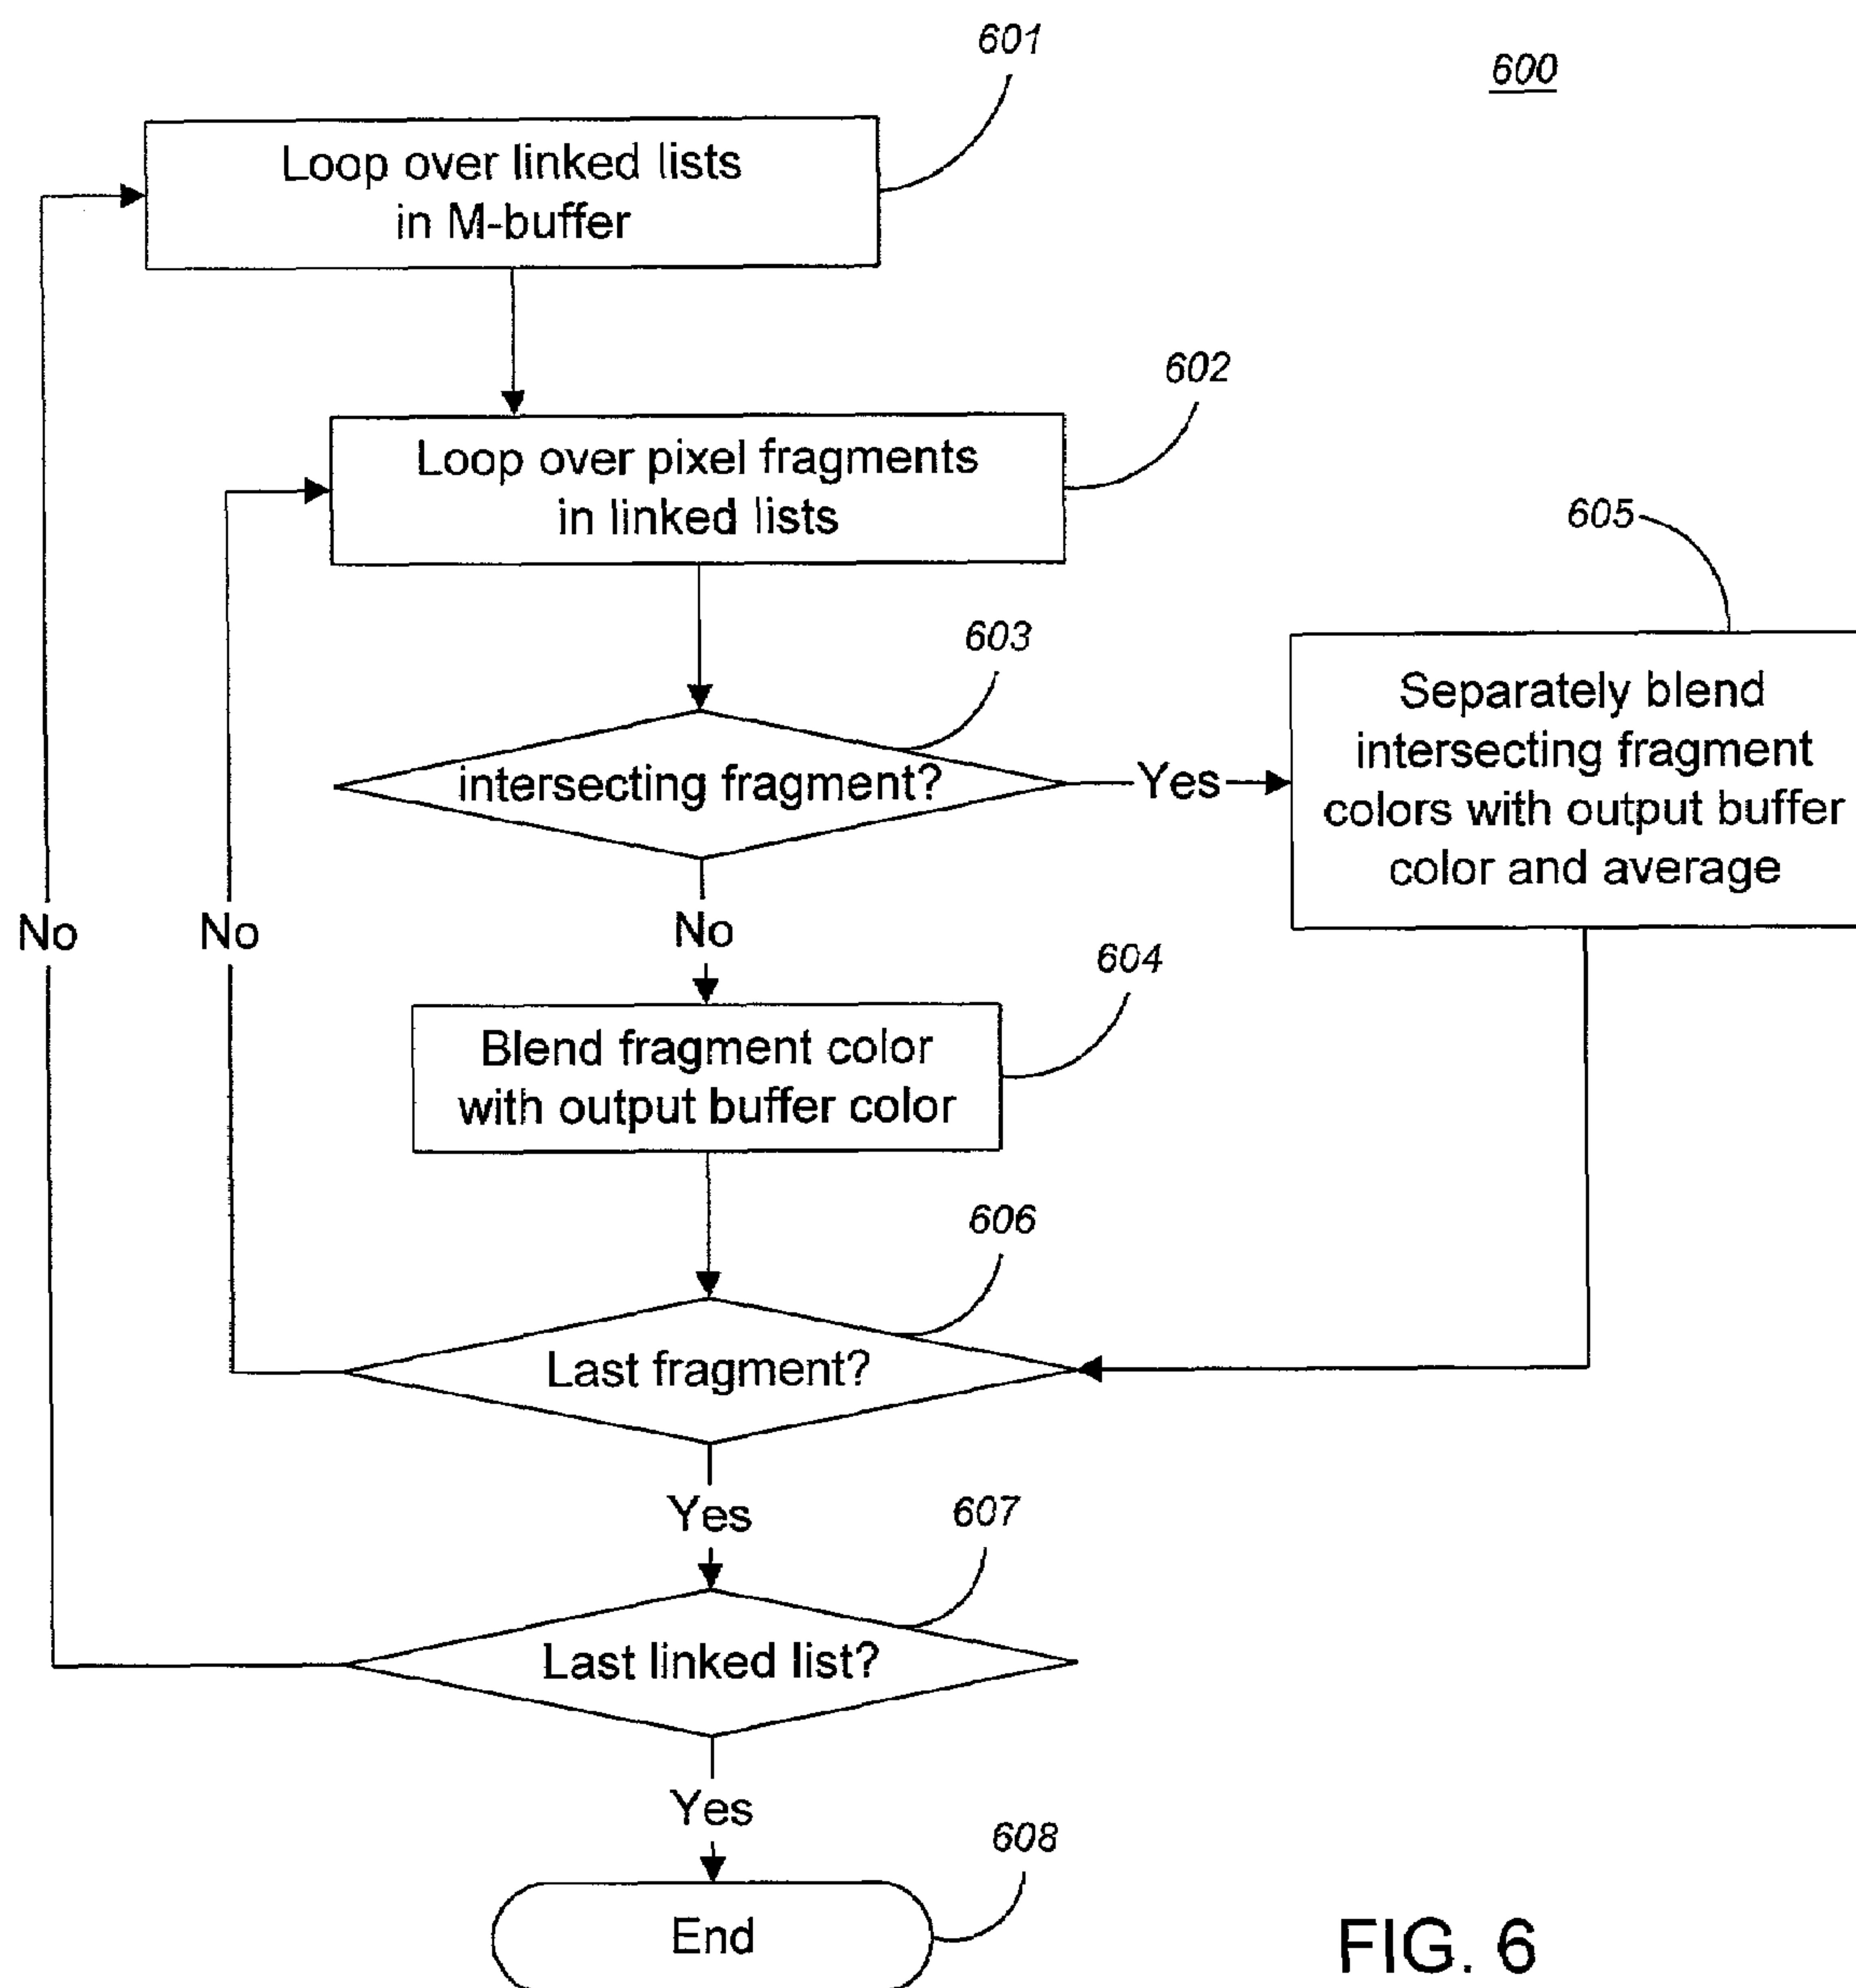 601
600
Loop over linked lists
in M-buffer
602
Loop over pixel fragments
in linked lists
605
603
Separately blend
intersecting fragment
colors with output buffer
color and average
intersecting fragment?
Yes
No
No
No
604
Blend fragment color
with output buffer color
606
Last fragment?
Yes
607
Last linked list?
Yes
608
End
FIG. 6